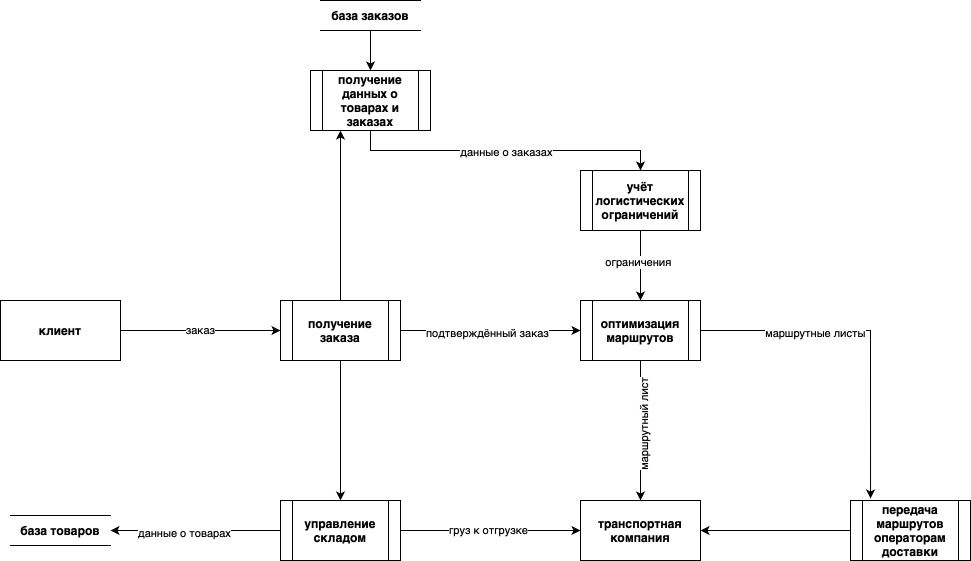 база заказов
получение
данных о
товарах и
заказах
данные о заказах
учёт
логистических
ограничений
ограничения
клиент
заказ
получение
заказа
подтверждённый заказ
оптимизация
маршрутов
маршрутные листы
маршрутный лист
база товаров
данные о товарах
управление
складом
груз к отгрузке
транспортная
компания
передача
маршрутов
операторам
доставки